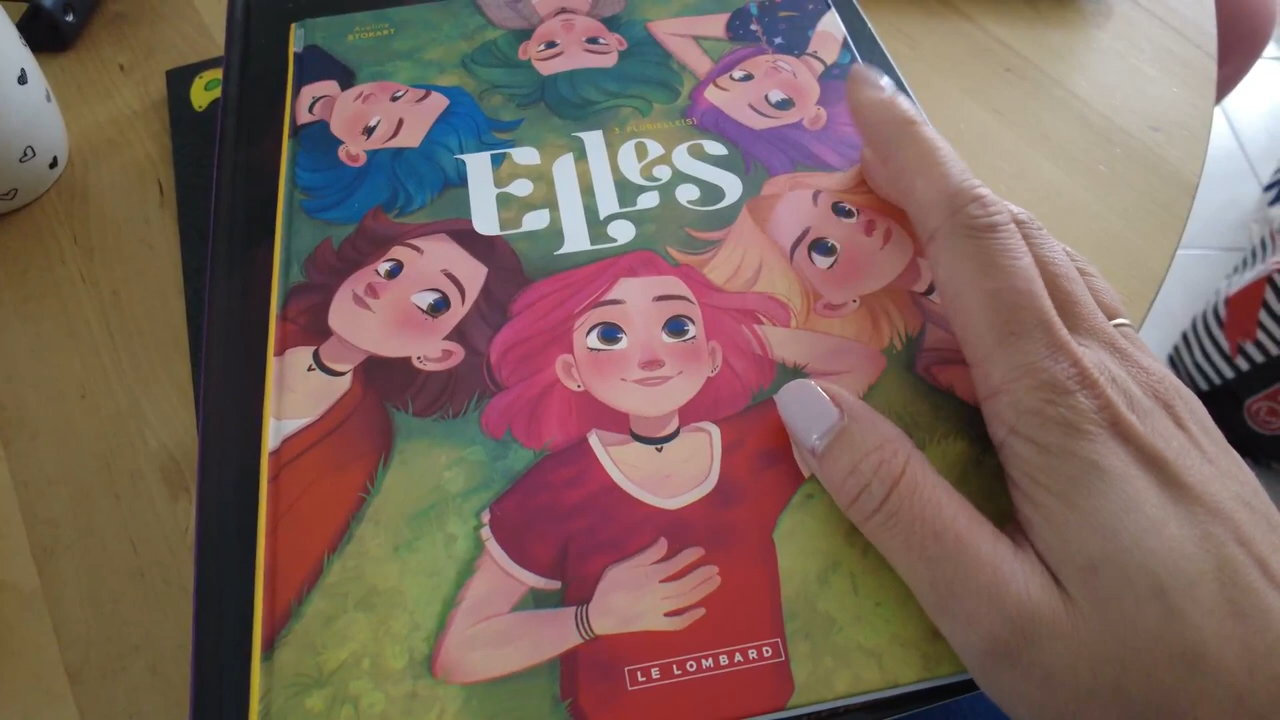 Aveline
STOKART
3. PLURIELLE(S)
Elles
LE LOMBARD